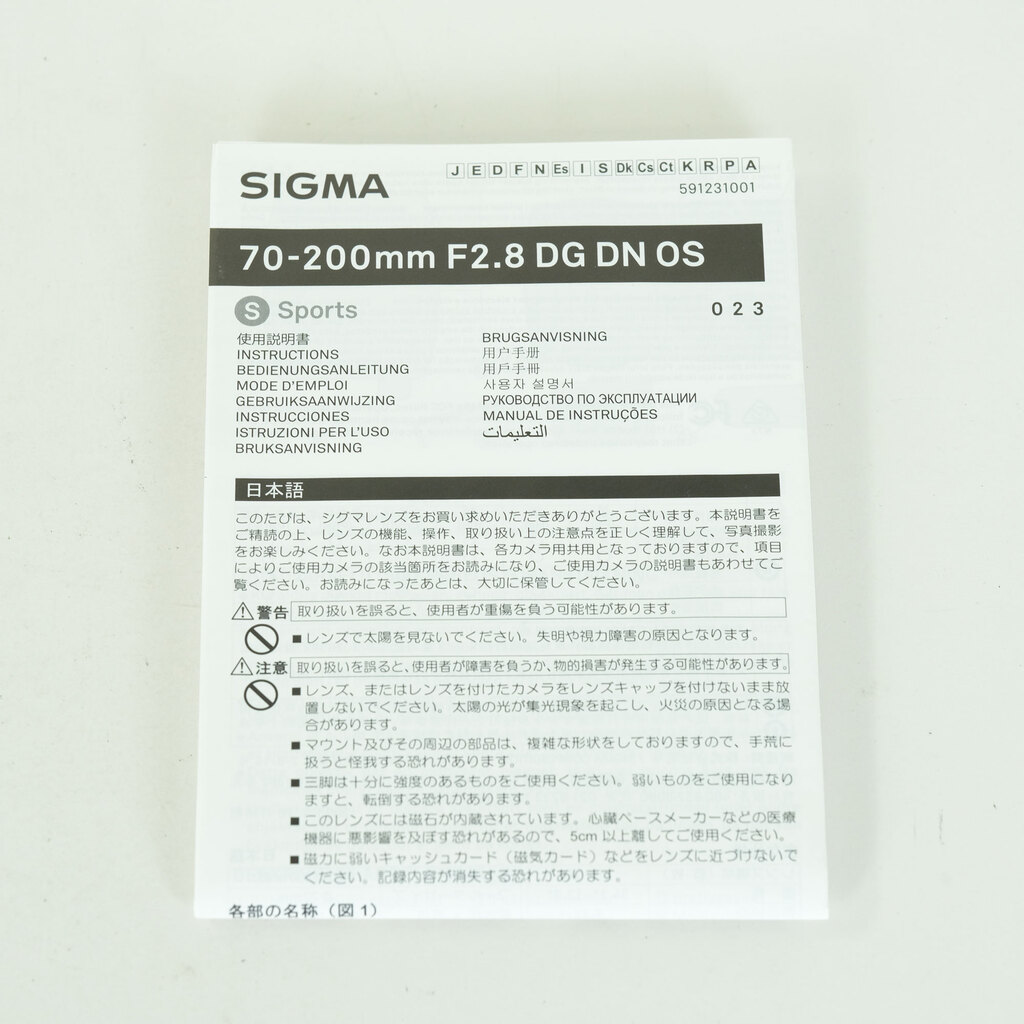 SIGMA
J E D F N Es I S Dk Cs Ct K R P A
591231001
70-200mm F2.8 DG DN OS
S Sports
0 2 3
使用説明書
INSTRUCTIONS
BEDIENUNGSANLEITUNG
MODE D'EMPLOI
GEBRUIKSAANWIJZING
INSTRUCCIONES
ISTRUZIONI PER L'USO
BRUKSANVISNING
BRUGSANVISNING
用户手册
用戶手冊
사용자 설명서
РУКОВОДСТВО ПО ЭКСПЛУАТАЦИИ
MANUAL DE INSTRUÇÕES
التعليمات
日本語
このたびは、シグマレンズをお買い求めいただきありがとうございます。本説明書を
ご精読の上、レンズの機能、操作、取り扱い上の注意点を正しく理解して、写真撮影
をお楽しみください。なお本説明書は、各カメラ用共用となっておりますので、項目
によりご使用カメラの該当箇所をお読みになり、ご使用カメラの説明書もあわせてご
覧ください。お読みになったあとは、大切に保管してください。
警告 取り扱いを誤ると、使用者が重傷を負う可能性があります。
■レンズで太陽を見ないでください。失明や視力障害の原因となります。
注意 取り扱いを誤ると、使用者が障害を負うか、物的損害が発生する可能性があります。
■レンズ、またはレンズを付けたカメラをレンズキャップを付けないまま放
置しないでください。太陽の光が集光現象を起こし、火災の原因となる場
合があります。
■マウント及びその周辺の部品は、複雑な形状をしておりますので、手荒に
扱うと怪我する恐れがあります。
■三脚は十分に強度のあるものをご使用ください。弱いものをご使用になり
ますと、転倒する恐れがあります。
■このレンズには磁石が内蔵されています。心臓ペースメーカーなどの医療
機器に悪影響を及ぼす恐れがあるので、5cm 以上離してご使用ください。
■磁力に弱いキャッシュカード（磁気カード）などをレンズに近づけないで
ください。記録内容が消失する恐れがあります。
各部の名称（図1）